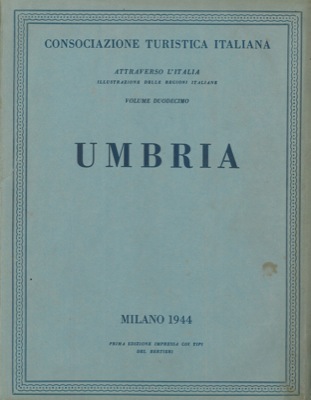 CONSOCIAZIONE TURISTICA ITALIANA
ATTRAVERSO L'ITALIA
ILLUSTRAZIONE DELLE REGIONI ITALIANE
VOLUME DUODECIMO
UMBRIA
MILANO 1944
PRIMA EDIZIONE IMPRESSA COI TIPI
DEL BERTIERI